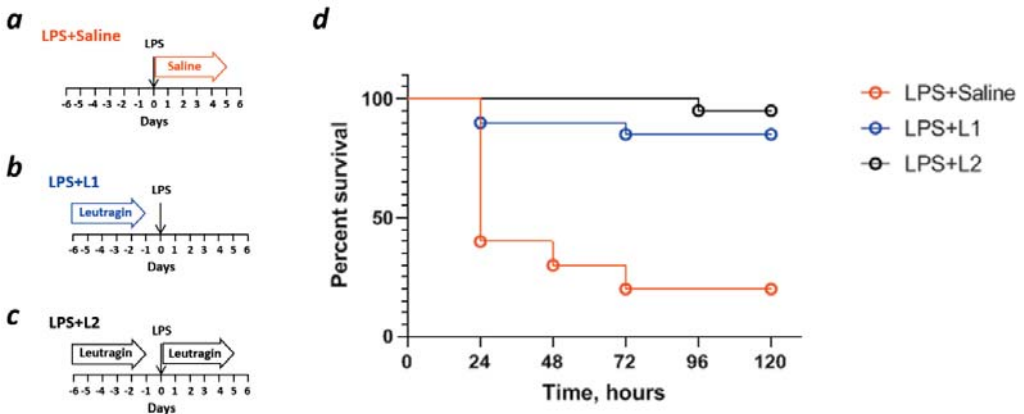 a
LPS+Saline
LPS
Saline
-6 -5 -4 -3 -2 -1 0 1 2 3 4 5 6
Days
b
LPS+L1
LPS
Leutragin
-6 -5 -4 -3 -2 -1 0 1 2 3 4 5 6
Days
c
LPS+L2
LPS
Leutragin Leutragin
-6 -5 -4 -3 -2 -1 0 1 2 3 4 5 6
Days
d
Percent survival
100
50
0
0 24 48 72 96 120
Time, hours
LPS+Saline
LPS+L1
LPS+L2